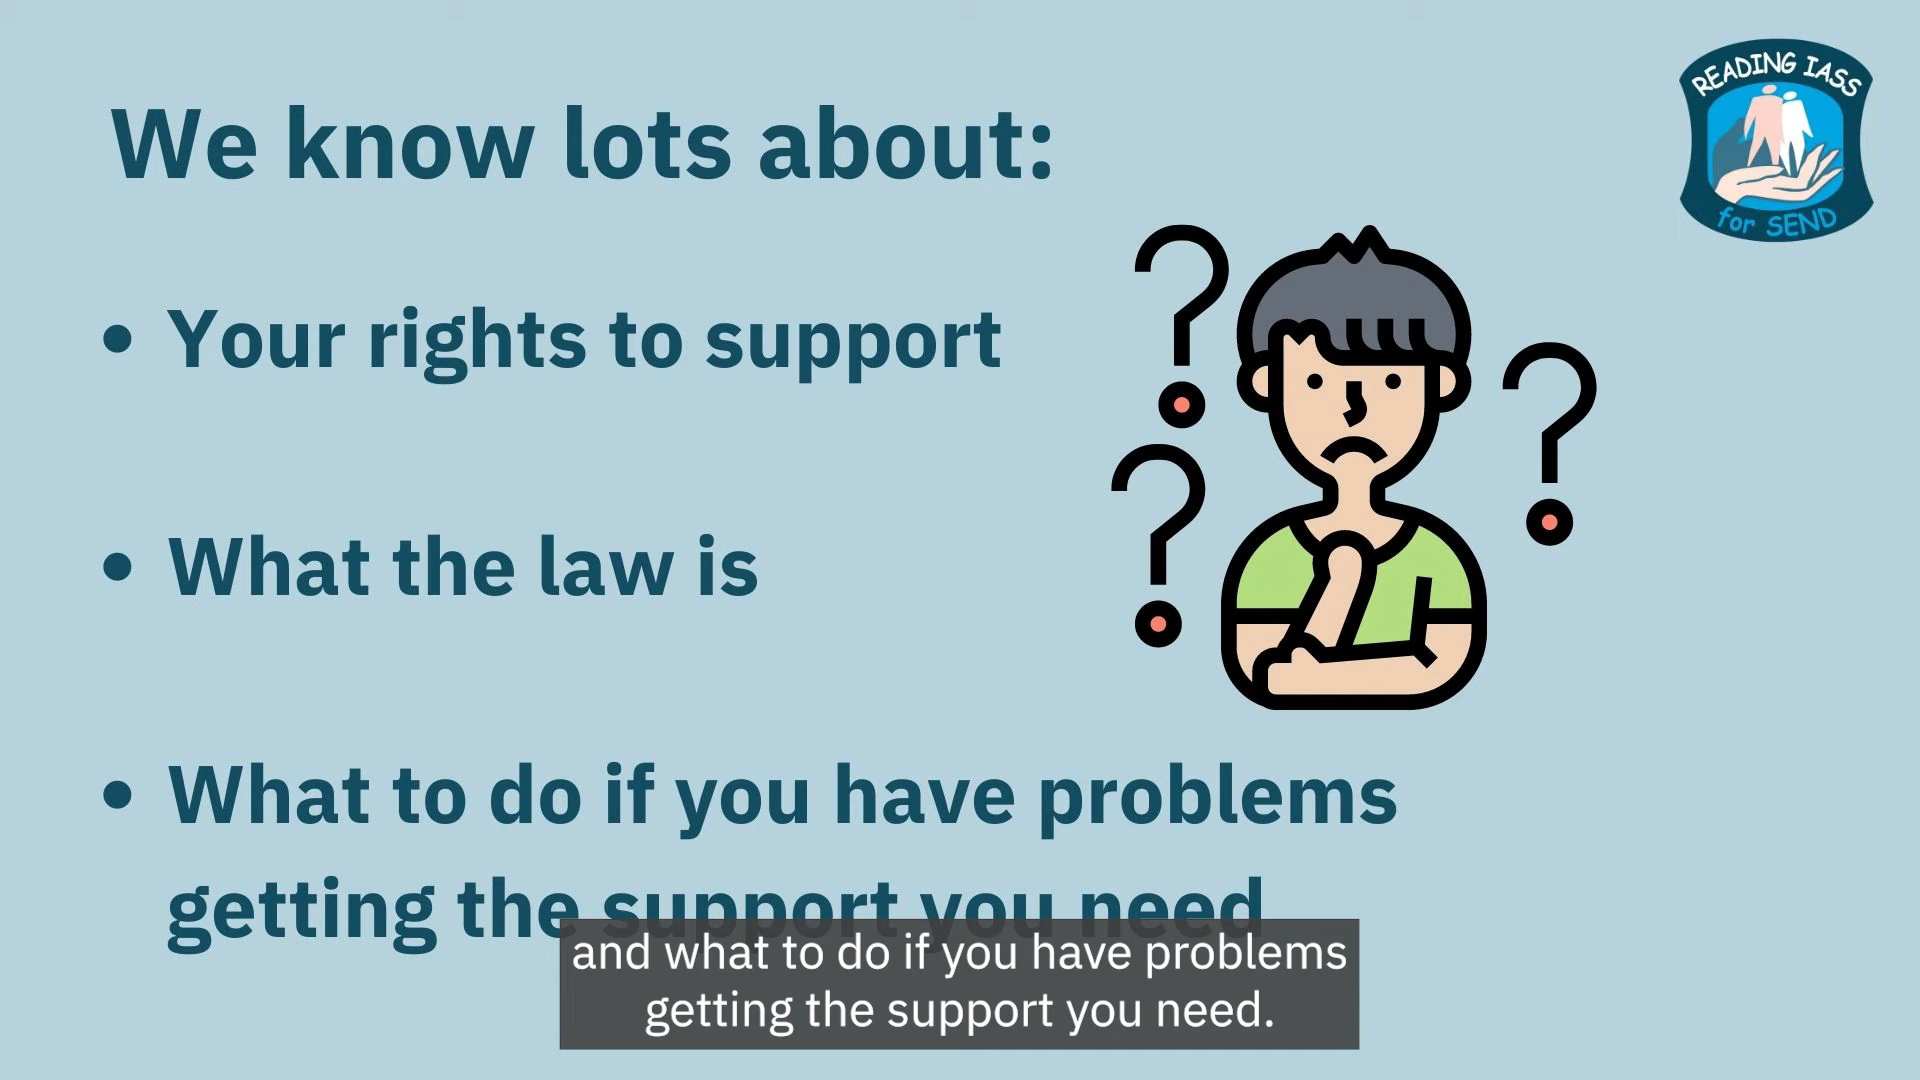 READING IASS
for SEND
We know lots about:
• Your rights to support
• What the law is
• What to do if you have problems
getting the support you need
and what to do if you have problems
getting the support you need.